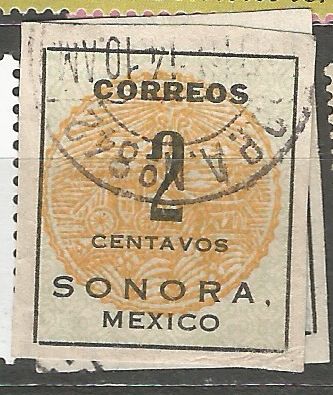 CORREOS
2
CENTAVOS
SONORA,
MEXICO